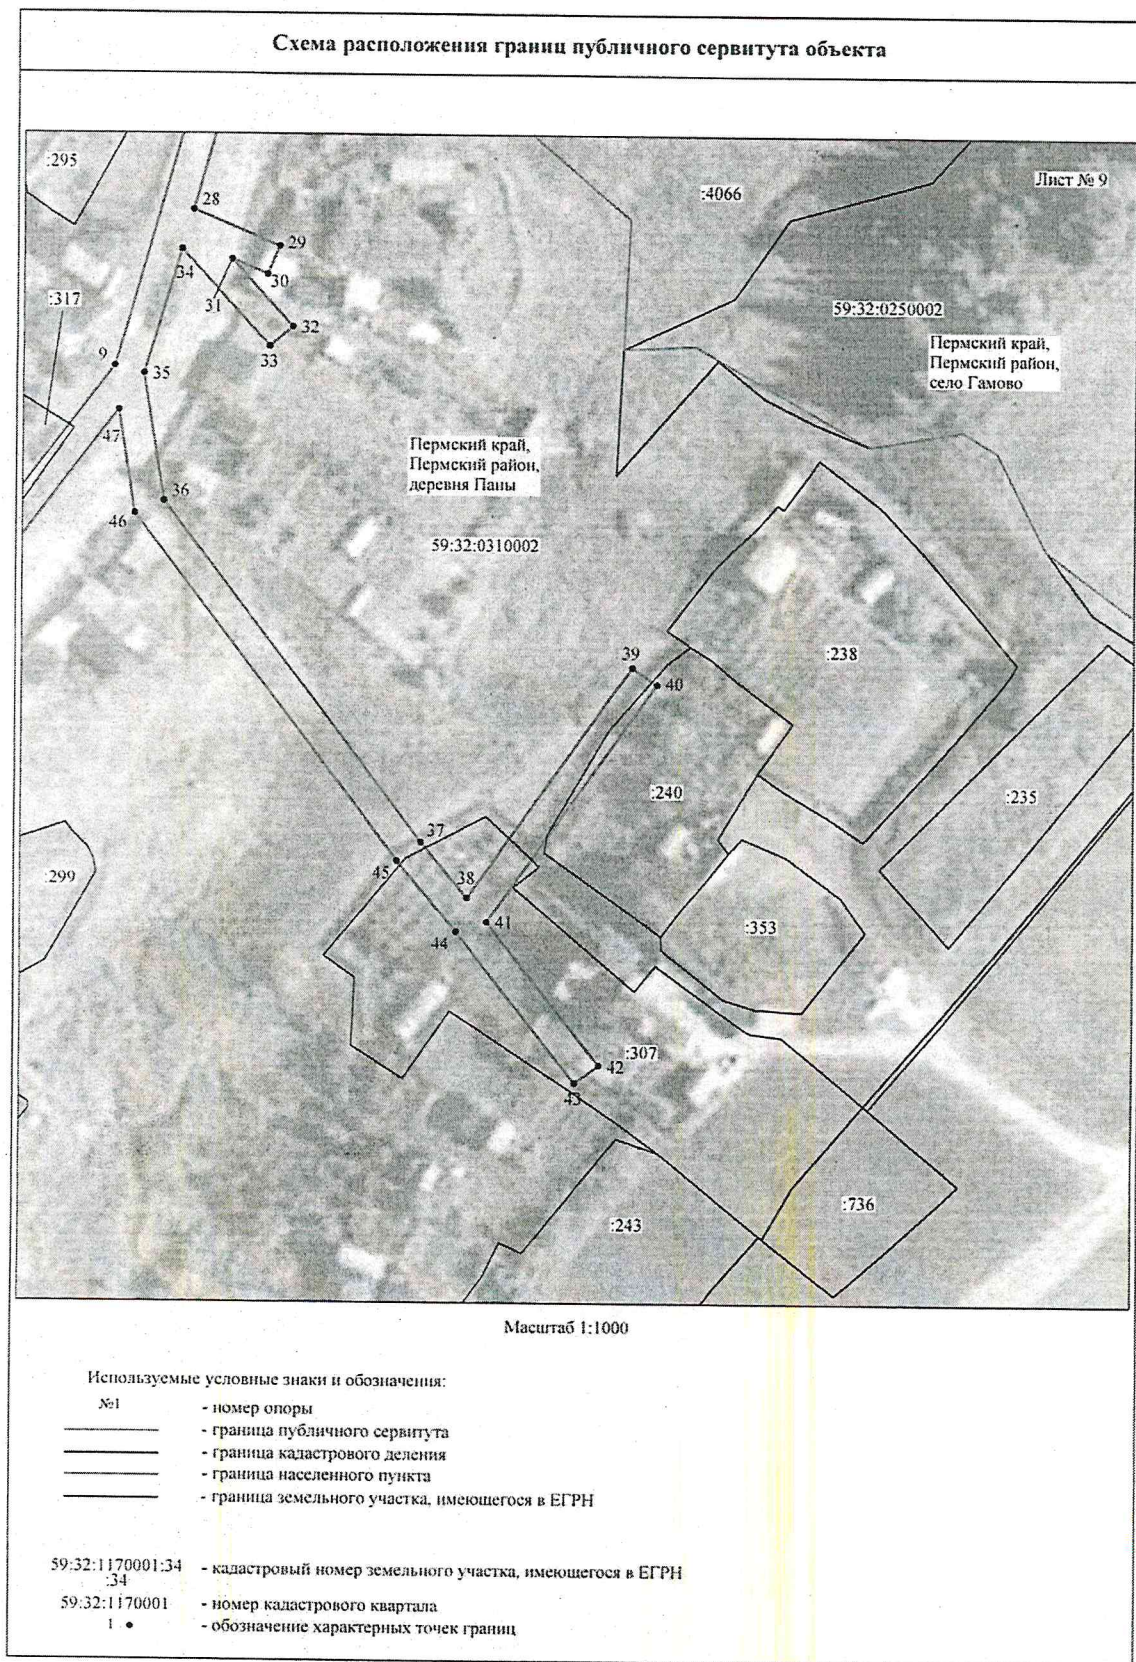 Схема расположения границ публичного сервитута объекта
:295
:4066
Лист № 9
28
29
34
30
31
:317
32
59:32:0250002
33
Пермский край,
Пермский район,
село Гамово
9
35
47
Пермский край,
Пермский район,
деревня Паны
36
46
59:32:0310002
39
:238
40
:240
:235
37
45
:299
38
41
44
:353
42
:307
43
:243
:736
Масштаб 1:1000
Используемые условные знаки и обозначения:
№1 - номер опоры
- граница публичного сервитута
- граница кадастрового деления
- граница населенного пункта
- граница земельного участка, имеющегося в ЕГРН
59:32:1170001:34 - кадастровый номер земельного участка, имеющегося в ЕГРН
:34
59:32:1170001 - номер кадастрового квартала
1 - обозначение характерных точек границ